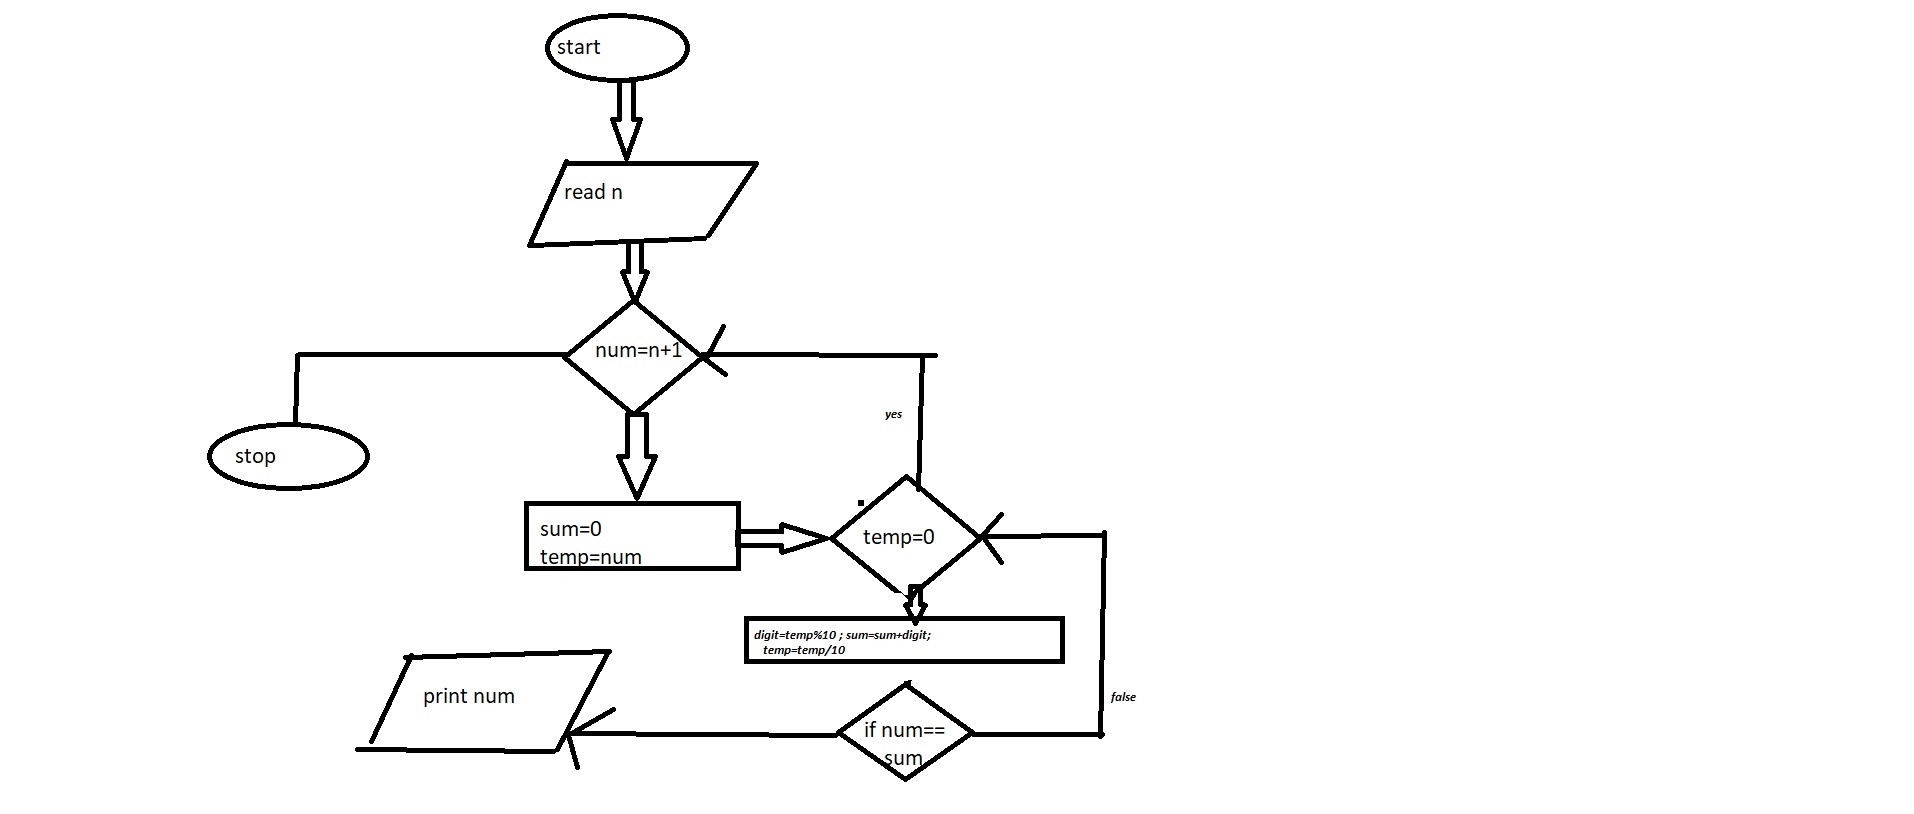 start
read n
num=n+1
yes
stop
sum=0
temp=num
temp=0
digit=temp%10 ; sum=sum+digit;
temp=temp/10
print num
false
if num==
sum